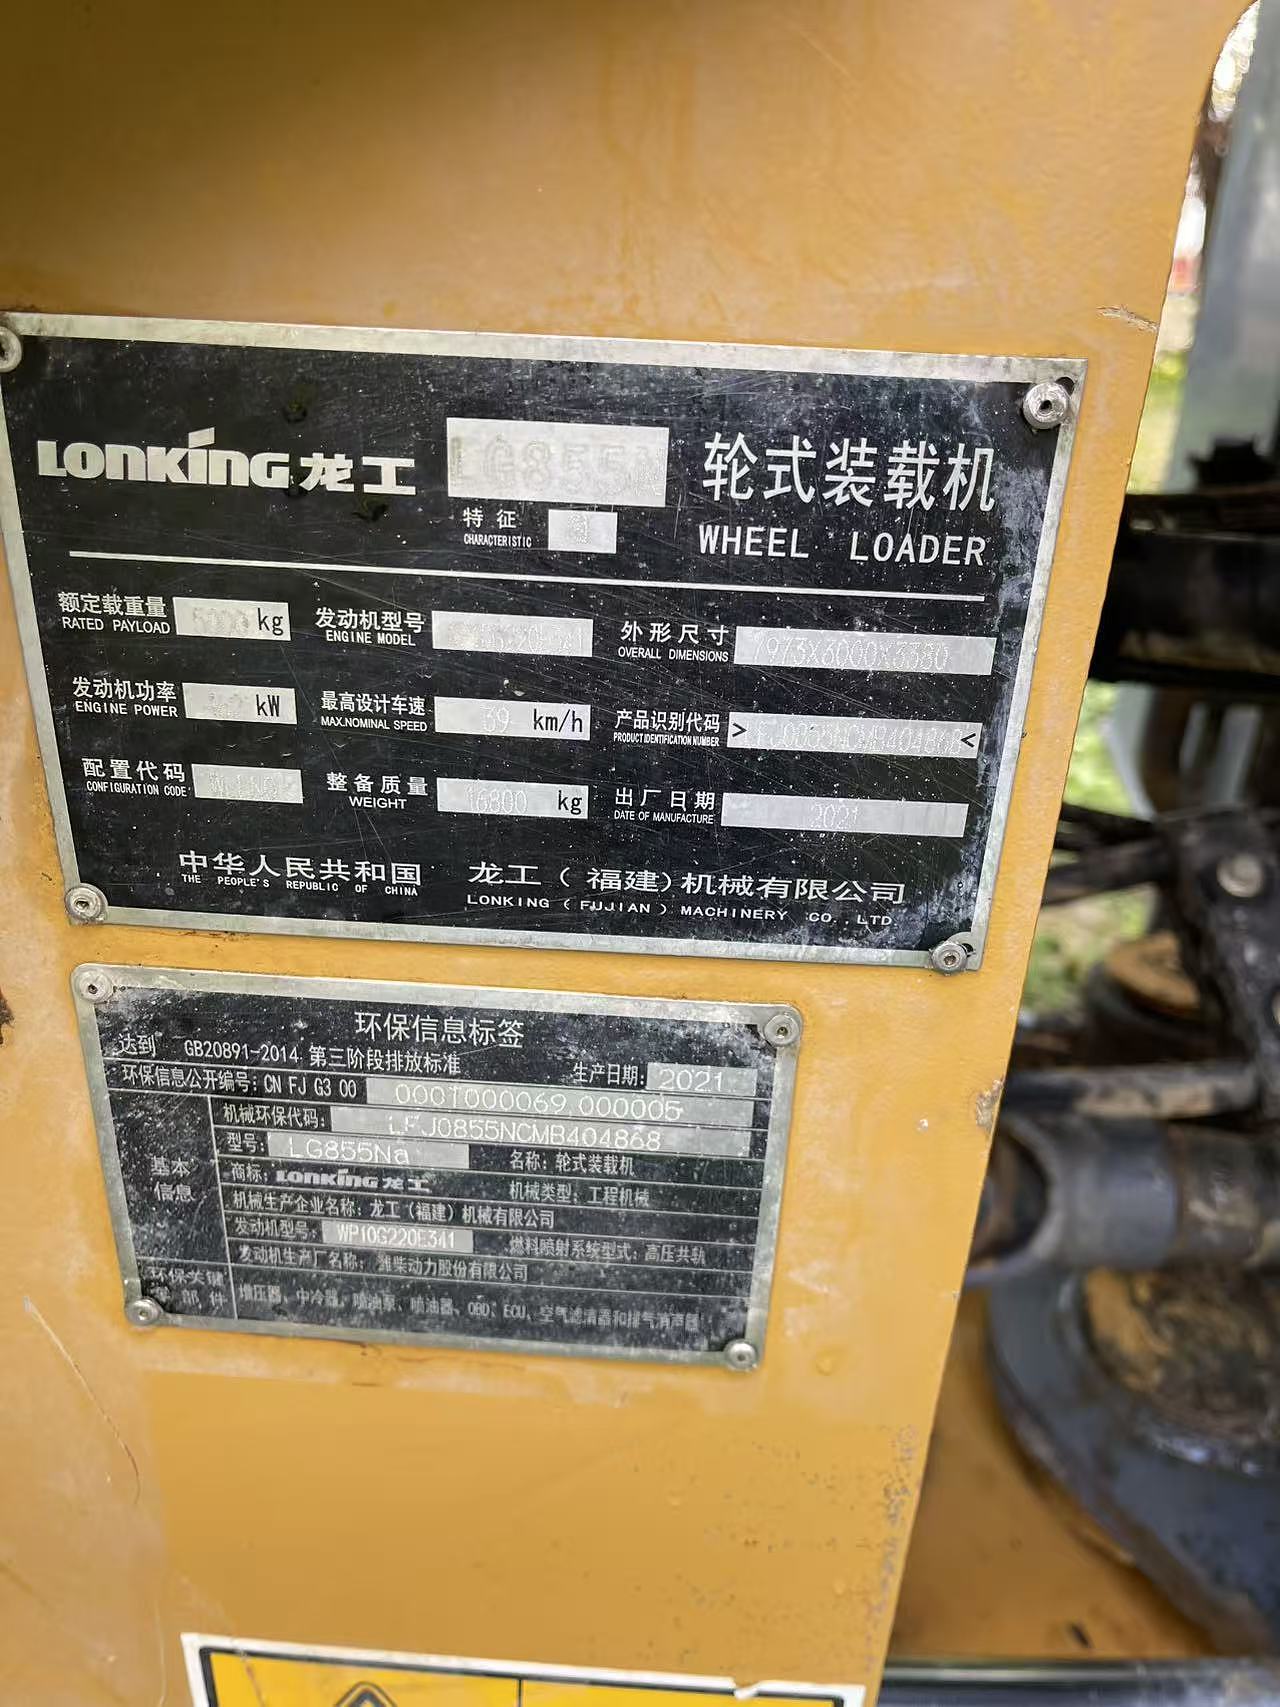 LONKING 龙工 LG855N 轮式装载机
特征
CHARACTERISTIC
WHEEL LOADER
额定载重量 kg 发动机型号 外形尺寸
RATED PAYLOAD ENGINE MODEL OVERALL DIMENSIONS
发动机功率 kW 最高设计车速 39 km/h 产品识别代码 > <
ENGINE POWER MAX.NOMINAL SPEED PRODUCT IDENTIFICATION NUMBER
配置代码 整备质量 16800 kg 出厂日期 2021
CONFIGURATION CODE WEIGHT DATE OF MANUFACTURE
中华人民共和国 龙工(福建)机械有限公司
THE PEOPLE'S REPUBLIC OF CHINA LONKING (FUJIAN) MACHINERY CO.,LTD.
环保信息标签
达到 GB20891-2014 第三阶段排放标准 生产日期: 2021
环保信息公开编号: CN FJ G3 00 0001000069 000005
机械环保代码: LFJ0855NCMB404868
型号: LG855Na 名称: 轮式装载机
基本信息
商标: LONKING 龙工 机械类型: 工程机械
机械生产企业名称: 龙工(福建)机械有限公司
发动机型号: WP10G220E341 燃料喷射系统型式: 高压共轨
发动机生产厂名称: 潍柴动力股份有限公司
环保关键零部件 增压器、中冷器、喷油泵、喷油器、OBD、ECU、空气滤清器和排气消声器